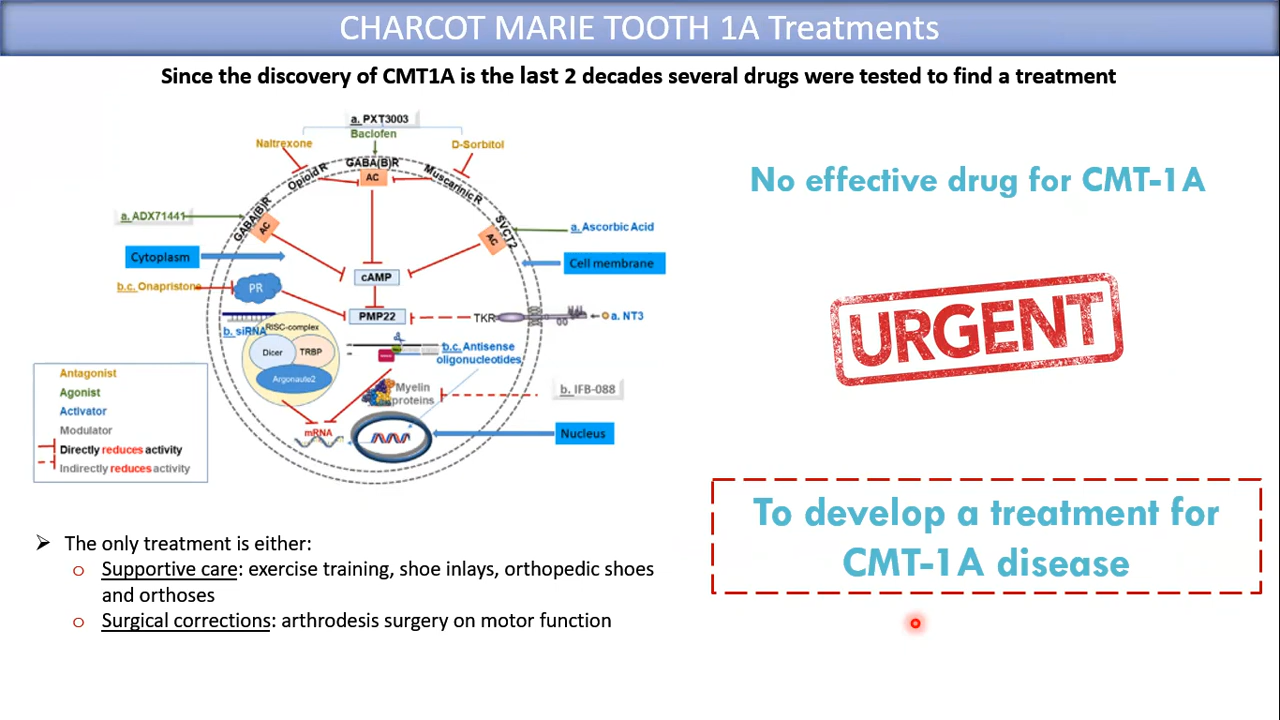 CHARCOT MARIE TOOTH 1A Treatments
Since the discovery of CMT1A is the last 2 decades several drugs were tested to find a treatment
a. PXT3003
Baclofen
Naltrexone
D-Sorbitol
GABA(B)R
Opioid R
Muscarinic R
AC
a. ADX71441
GABA(B)R
AC
SVCT2
AC
a. Ascorbic Acid
Cytoplasm
Cell membrane
cAMP
b.c. Onapristone
PR
PMP22
TKR
a. NT3
b. siRNA
RISC-complex
Dicer
TRBP
Argonaute2
b.c. Antisense
oligonucleotides
Myelin
proteins
b. IFB-088
mRNA
Nucleus
Antagonist
Agonist
Activator
Modulator
Directly reduces activity
Indirectly reduces activity
No effective drug for CMT-1A
URGENT
To develop a treatment for
CMT-1A disease
The only treatment is either:
Supportive care: exercise training, shoe inlays, orthopedic shoes
and orthoses
Surgical corrections: arthrodesis surgery on motor function